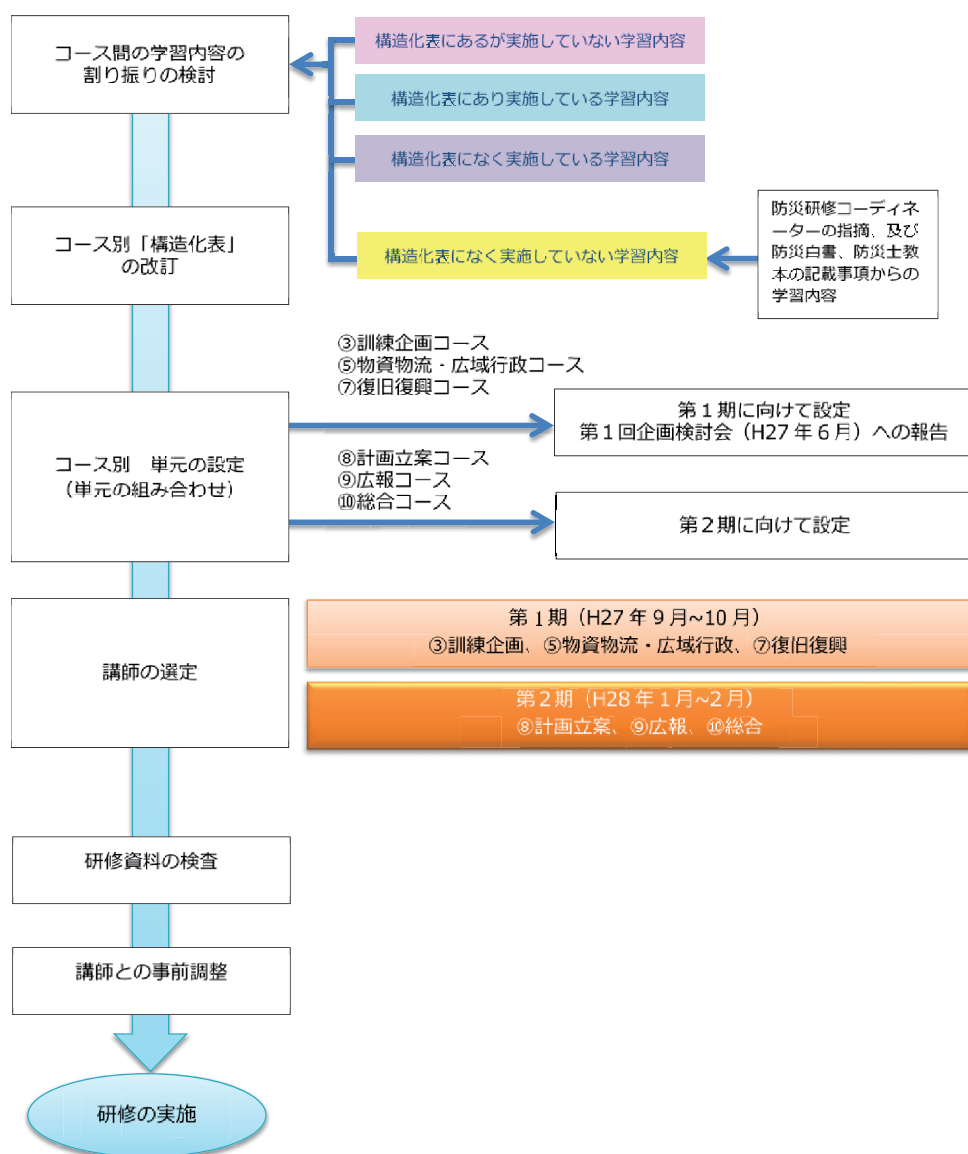 コース間の学習内容の
割り振りの検討
構造化表にあるが実施していない学習内容
構造化表にあり実施している学習内容
構造化表になく実施している学習内容
構造化表になく実施していない学習内容
防災研修コーディネ
ーターの指摘、及び
防災白書、防災士教
本の記載事項からの
学習内容
コース別「構造化表」
の改訂
③訓練企画コース
⑤物資物流・広域行政コース
⑦復旧復興コース
第１期に向けて設定
第１回企画検討会（H27 年６月）への報告
コース別　単元の設定
（単元の組み合わせ）
⑧計画立案コース
⑨広報コース
⑩総合コース
第２期に向けて設定
講師の選定
第１期（H27 年９月~10 月）
③訓練企画、⑤物資物流・広域行政、⑦復旧復興
第２期（H28 年１月~２月）
⑧計画立案、⑨広報、⑩総合
研修資料の検査
講師との事前調整
研修の実施